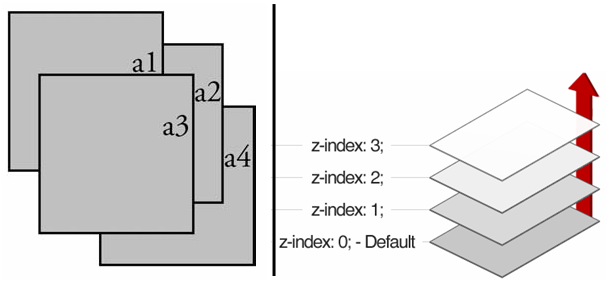 a1
a2
a3
a4
z-index: 3;
z-index: 2;
z-index: 1;
z-index: 0; - Default